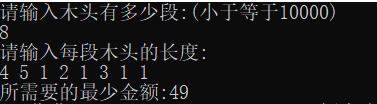 请输入木头有多少段:(小于等于10000)
8
请输入每段木头的长度:
4 5 1 2 1 3 1 1
所需要的最少金额:49